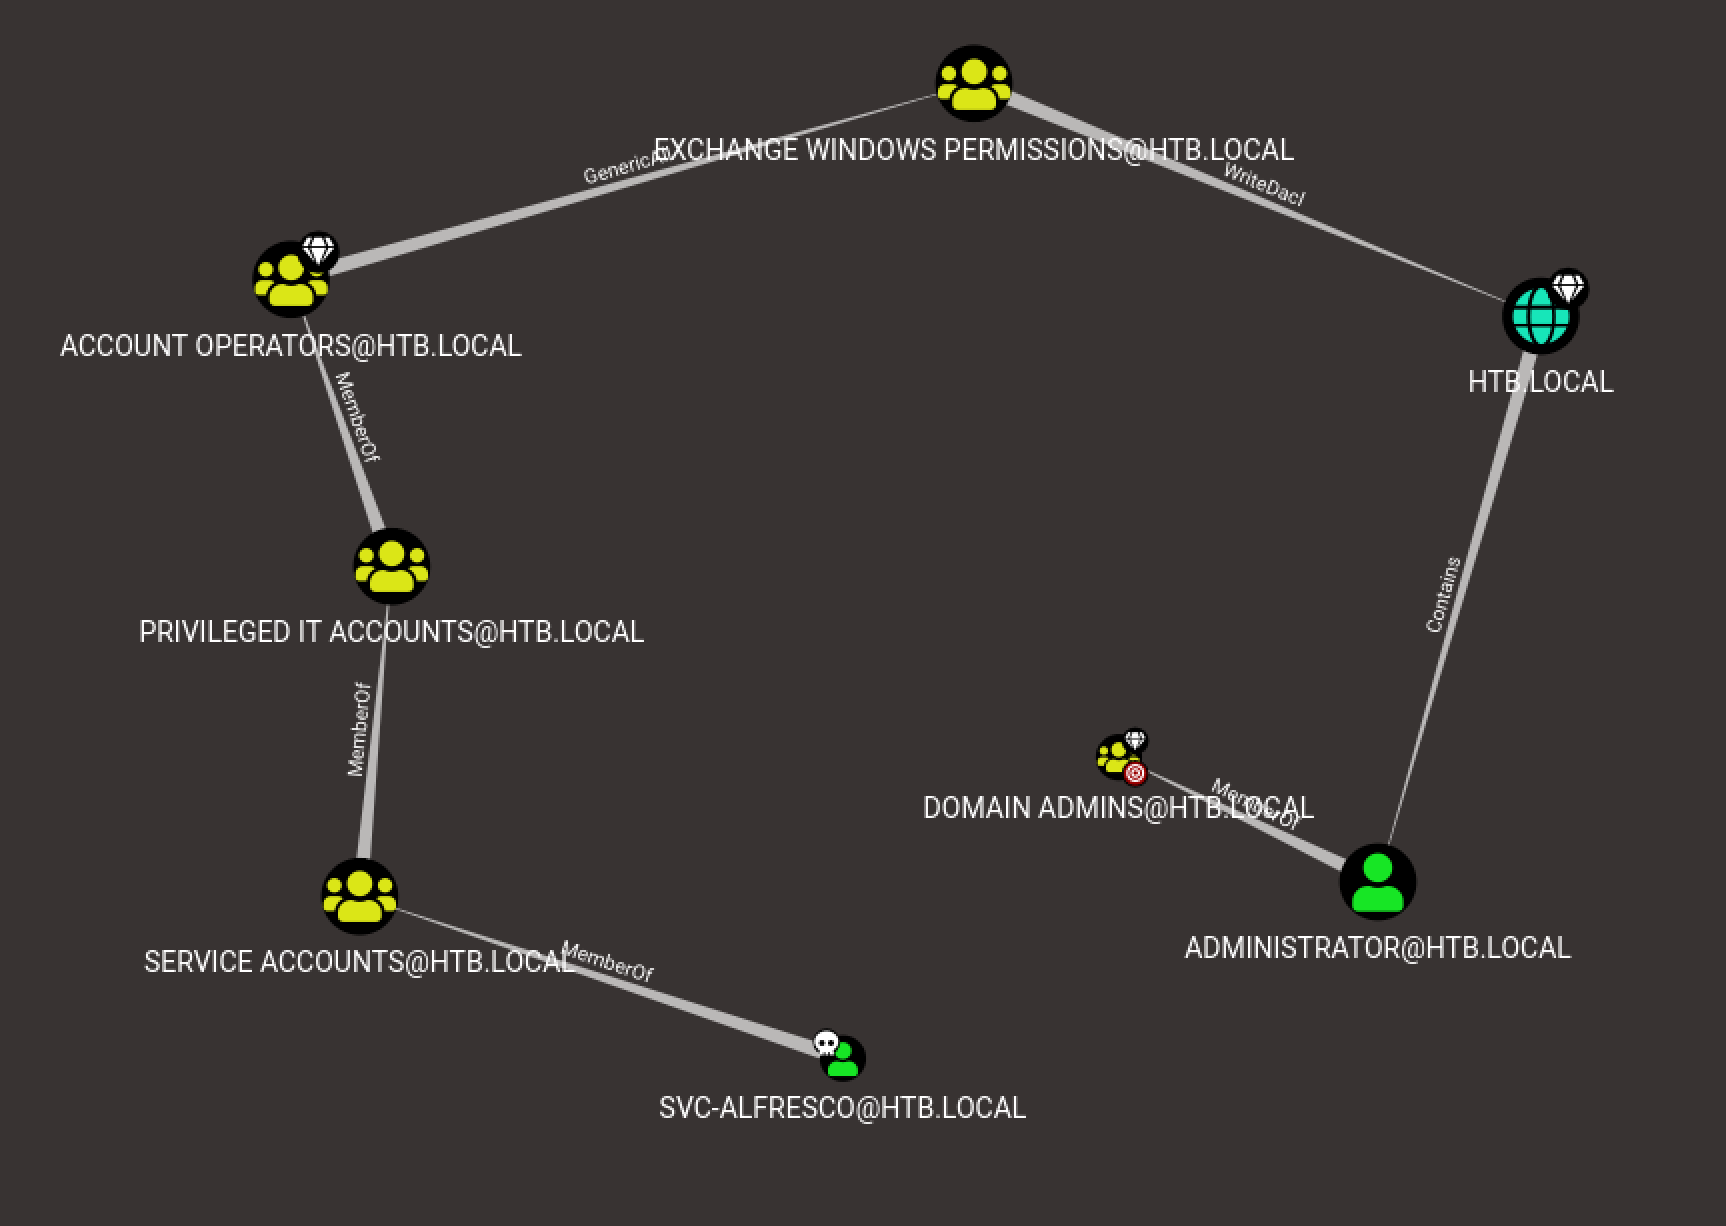 EXCHANGE WINDOWS PERMISSIONS@HTB.LOCAL
GenericAll
WriteDacl
ACCOUNT OPERATORS@HTB.LOCAL
HTB.LOCAL
MemberOf
Contains
PRIVILEGED IT ACCOUNTS@HTB.LOCAL
MemberOf
DOMAIN ADMINS@HTB.LOCAL
MemberOf
SERVICE ACCOUNTS@HTB.LOCAL
MemberOf
ADMINISTRATOR@HTB.LOCAL
SVC-ALFRESCO@HTB.LOCAL